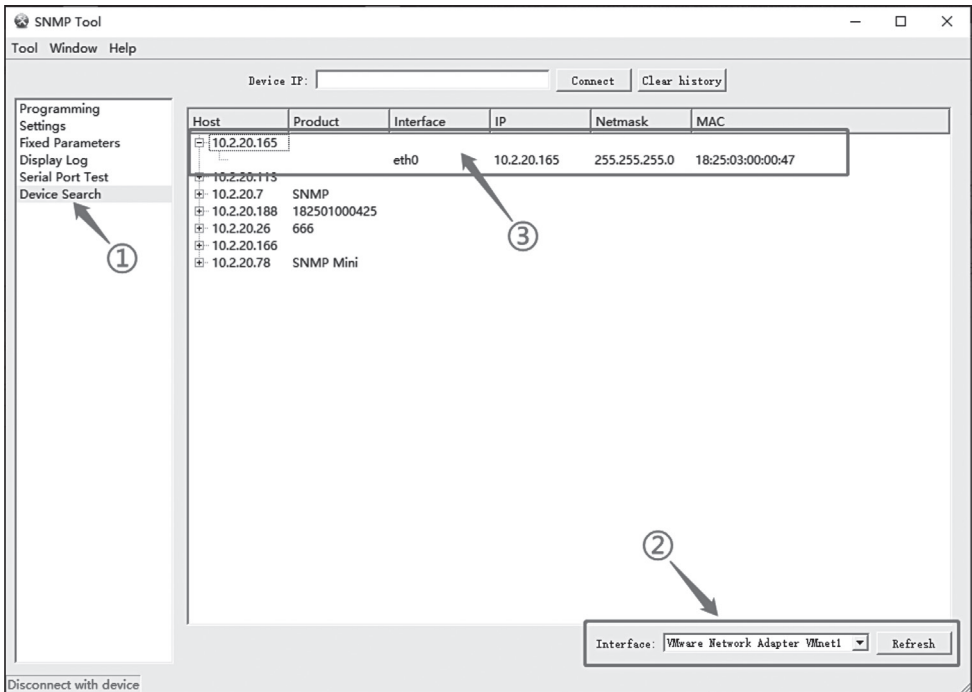 SNMP Tool
Tool Window Help
Device IP: Connect Clear history
Programming
Settings
Fixed Parameters
Display Log
Serial Port Test
Device Search
①
Host Product Interface IP Netmask MAC
10.2.20.165
eth0 10.2.20.165 255.255.255.0 18:25:03:00:00:47
10.2.20.113
10.2.20.7 SNMP
10.2.20.188 182501000425
10.2.20.26 666
10.2.20.166
10.2.20.78 SNMP Mini
③
②
Interface: VMware Network Adapter VMnet1 Refresh
Disconnect with device